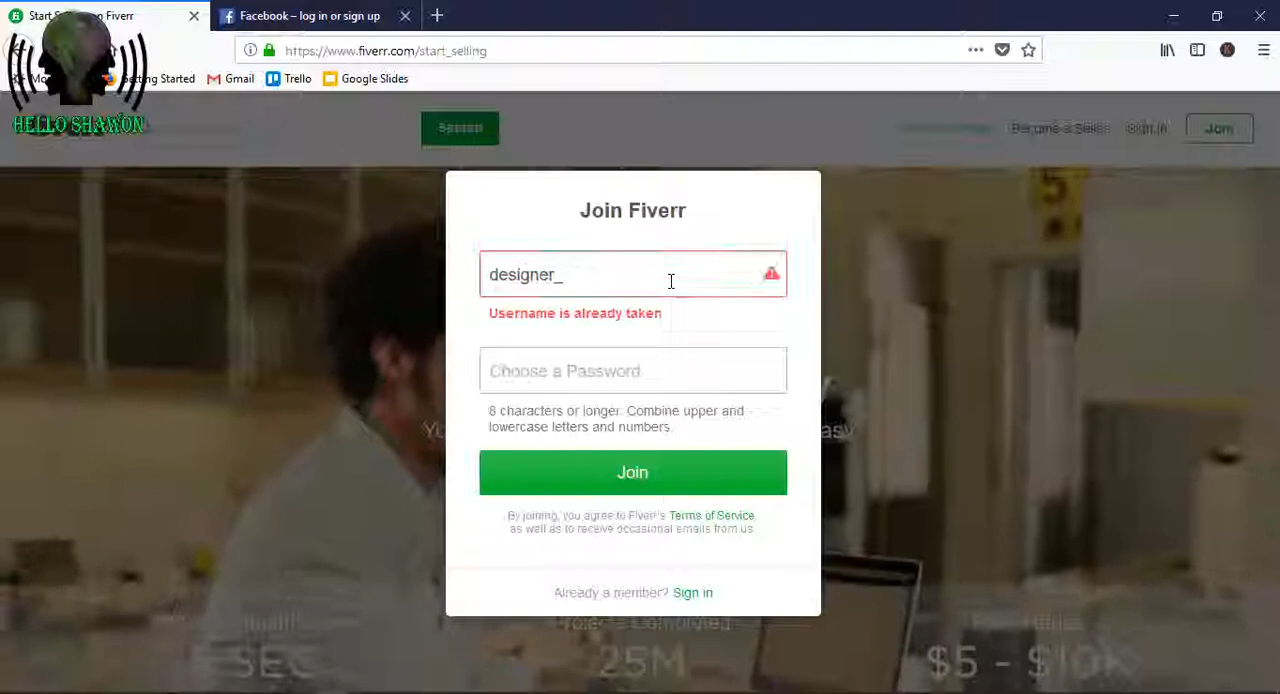 Facebook – log in or sign up
https://www.fiverr.com/start_selling
Getting Started
Gmail
Trello
Google Slides
HELLO SHAWON
Become a Seller
Sign In
Join
Join Fiverr
designer_
Username is already taken
Choose a Password
8 characters or longer. Combine upper and
lowercase letters and numbers.
Join
By joining, you agree to Fiverr's Terms of Service
as well as to receive occasional emails from us
Already a member? Sign in
SEC
25M
$5 - $10K